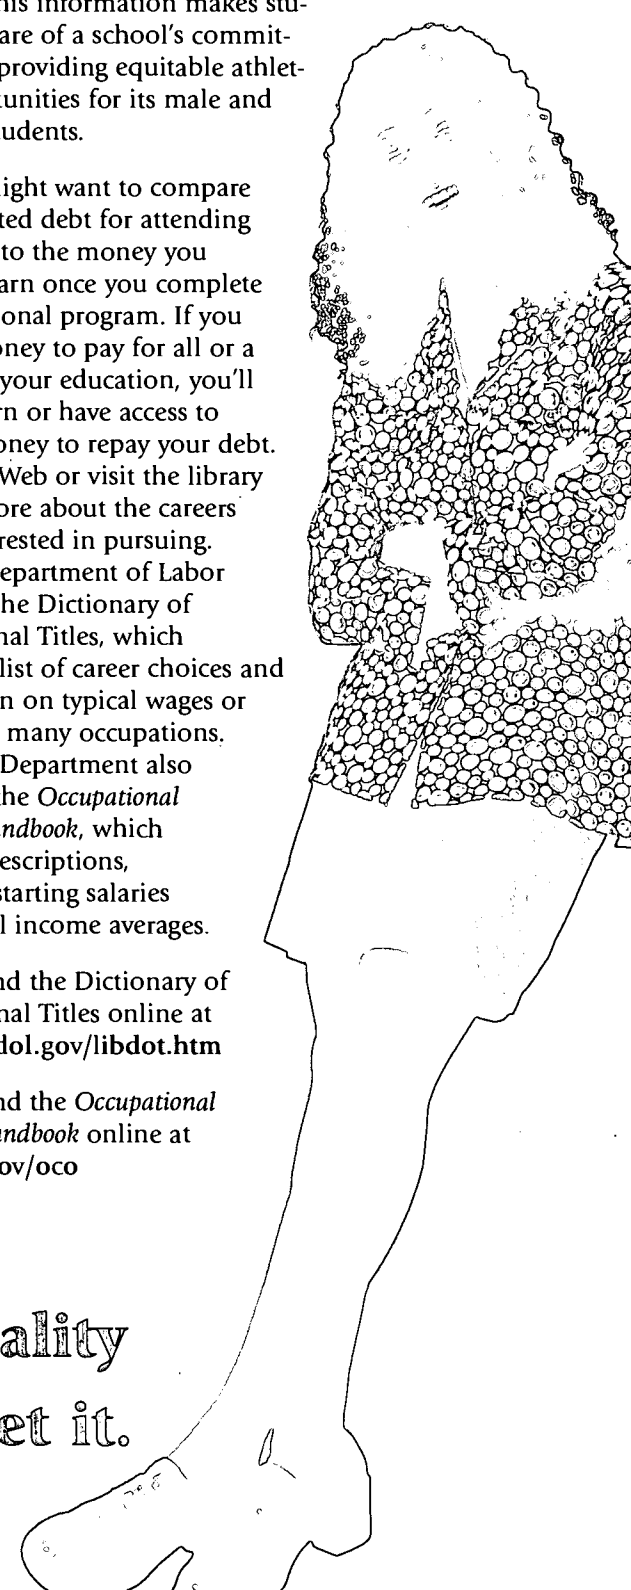 his information makes stu-
are of a school's commit-
providing equitable athlet-
unities for its male and
udents.
ight want to compare
ted debt for attending
to the money you
arn once you complete
onal program. If you
oney to pay for all or a
your education, you'll
rn or have access to
oney to repay your debt.
Web or visit the library
ore about the careers
rested in pursuing.
epartment of Labor
he Dictionary of
nal Titles, which
list of career choices and
n on typical wages or
many occupations.
Department also
the Occupational
ndbook, which
escriptions,
starting salaries
l income averages.
nd the Dictionary of
nal Titles online at
dol.gov/libdot.htm
nd the Occupational
ndbook online at
ov/oco
ality
et it.